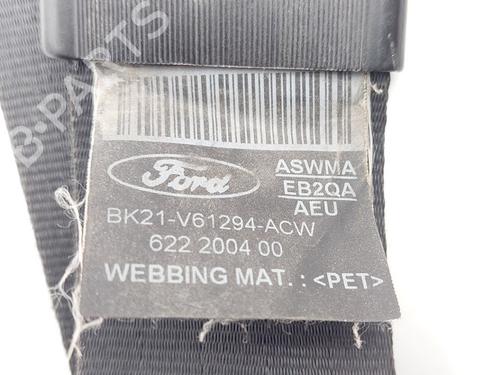 B-PARTS
Ford
ASWMA
EB2QA
AEU
BK21-V61294-ACW
622 2004 00
WEBBING MAT. : <PET>